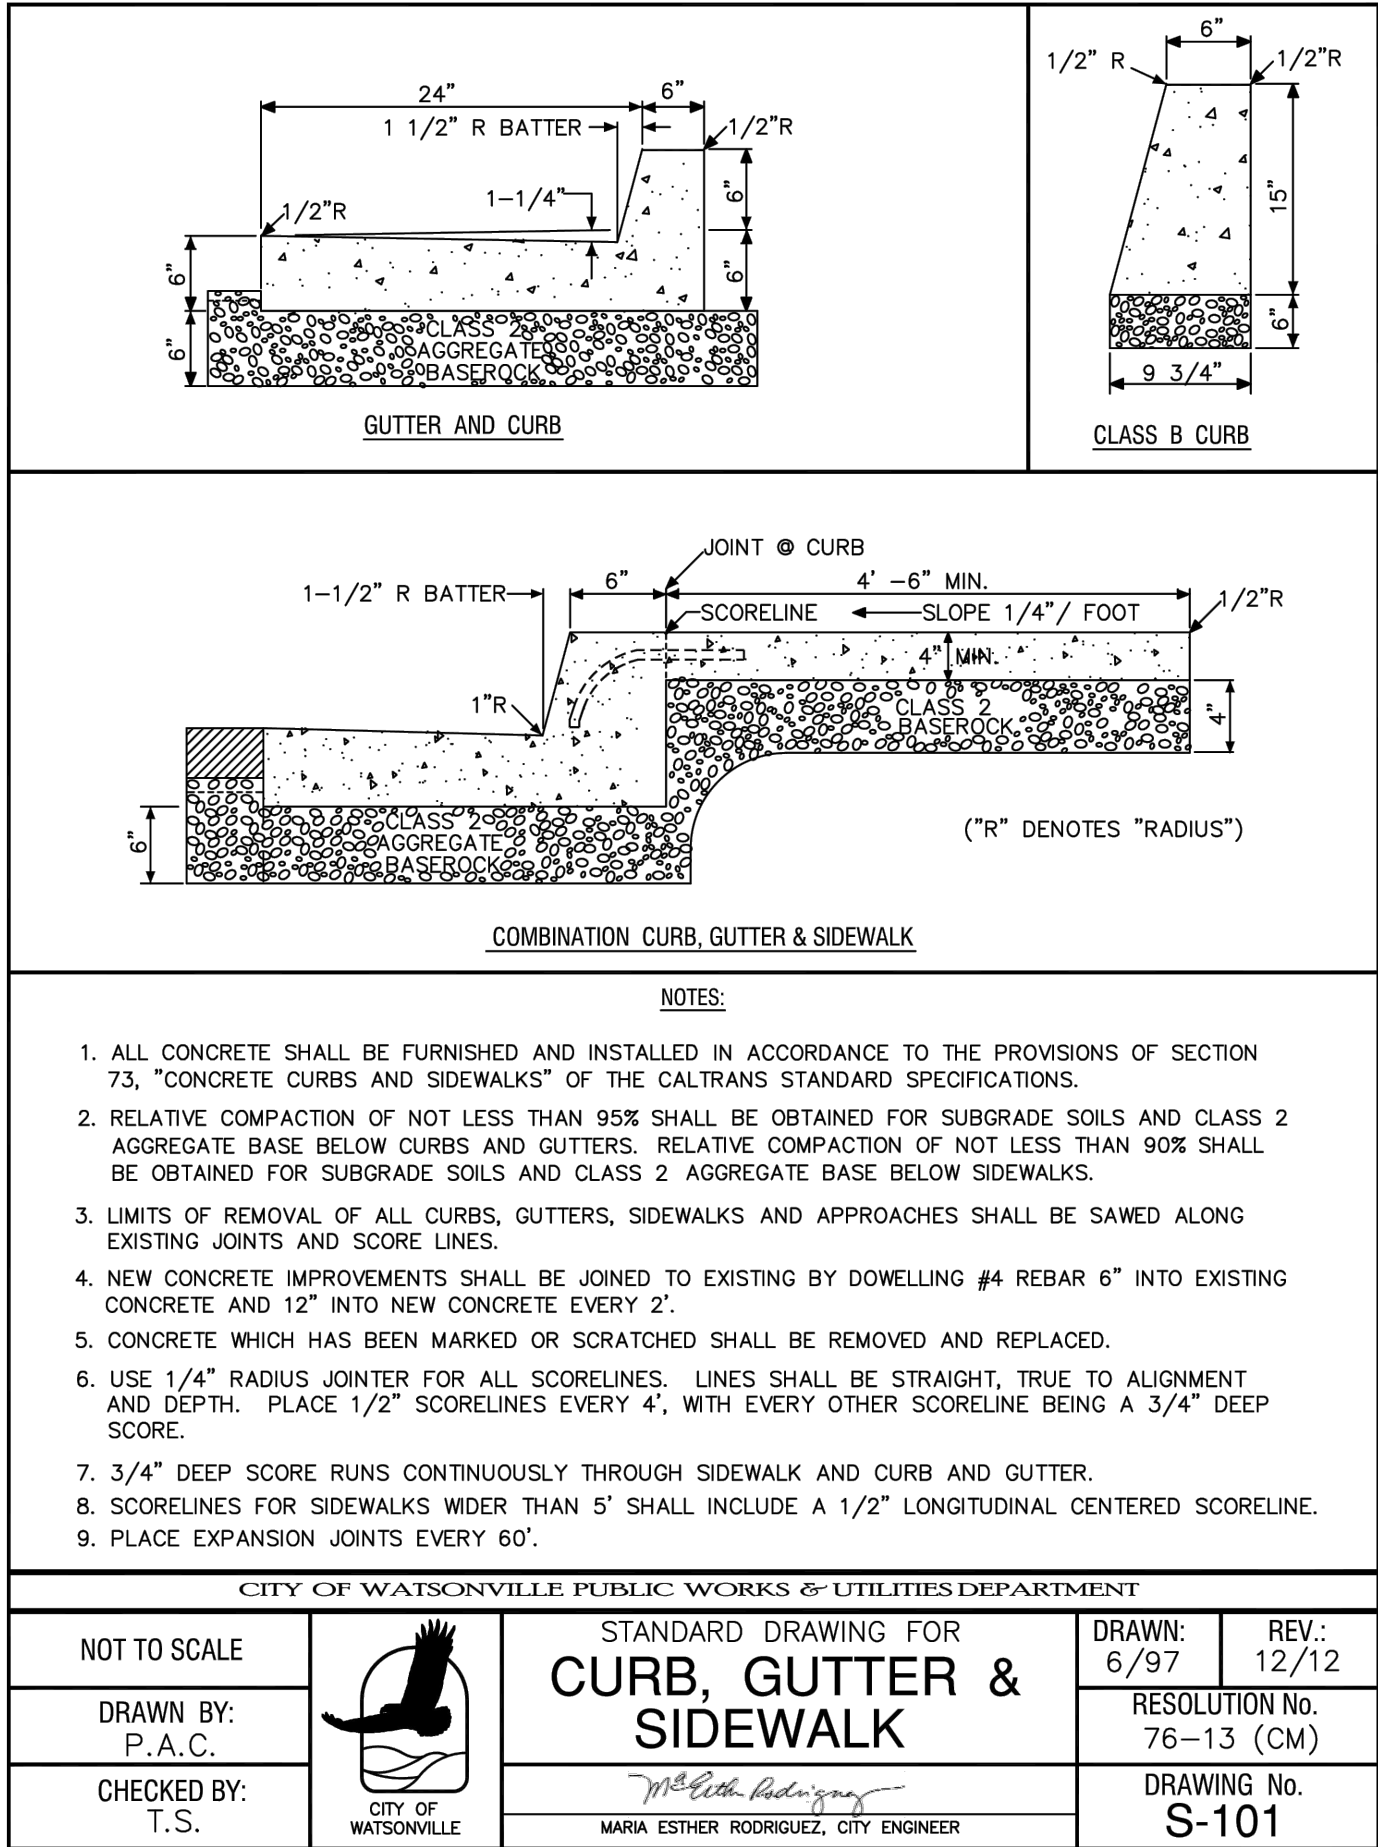 24”
6”
1 1/2” R BATTER
1/2”R
1-1/4”
1/2”R
6”
6”
6”
6”
CLASS 2
AGGREGATE
BASEROCK
GUTTER AND CURB
6”
1/2” R
1/2”R
15”
6”
9 3/4”
CLASS B CURB
JOINT @ CURB
1-1/2” R BATTER
6”
4’ -6” MIN.
SCORELINE
SLOPE 1/4”/ FOOT
1/2”R
4” MIN.
1”R
CLASS 2
BASEROCK
4”
6”
CLASS 2
AGGREGATE
BASEROCK
(”R” DENOTES ”RADIUS”)
COMBINATION CURB, GUTTER & SIDEWALK
NOTES:
1. ALL CONCRETE SHALL BE FURNISHED AND INSTALLED IN ACCORDANCE TO THE PROVISIONS OF SECTION
73, ”CONCRETE CURBS AND SIDEWALKS” OF THE CALTRANS STANDARD SPECIFICATIONS.
2. RELATIVE COMPACTION OF NOT LESS THAN 95% SHALL BE OBTAINED FOR SUBGRADE SOILS AND CLASS 2
AGGREGATE BASE BELOW CURBS AND GUTTERS. RELATIVE COMPACTION OF NOT LESS THAN 90% SHALL
BE OBTAINED FOR SUBGRADE SOILS AND CLASS 2 AGGREGATE BASE BELOW SIDEWALKS.
3. LIMITS OF REMOVAL OF ALL CURBS, GUTTERS, SIDEWALKS AND APPROACHES SHALL BE SAWED ALONG
EXISTING JOINTS AND SCORE LINES.
4. NEW CONCRETE IMPROVEMENTS SHALL BE JOINED TO EXISTING BY DOWELLING #4 REBAR 6” INTO EXISTING
CONCRETE AND 12” INTO NEW CONCRETE EVERY 2’.
5. CONCRETE WHICH HAS BEEN MARKED OR SCRATCHED SHALL BE REMOVED AND REPLACED.
6. USE 1/4” RADIUS JOINTER FOR ALL SCORELINES. LINES SHALL BE STRAIGHT, TRUE TO ALIGNMENT
AND DEPTH. PLACE 1/2” SCORELINES EVERY 4’, WITH EVERY OTHER SCORELINE BEING A 3/4” DEEP
SCORE.
7. 3/4” DEEP SCORE RUNS CONTINUOUSLY THROUGH SIDEWALK AND CURB AND GUTTER.
8. SCORELINES FOR SIDEWALKS WIDER THAN 5’ SHALL INCLUDE A 1/2” LONGITUDINAL CENTERED SCORELINE.
9. PLACE EXPANSION JOINTS EVERY 60’.
CITY OF WATSONVILLE PUBLIC WORKS & UTILITIES DEPARTMENT
NOT TO SCALE
DRAWN BY:
P.A.C.
CHECKED BY:
T.S.
CITY OF
WATSONVILLE
STANDARD DRAWING FOR
CURB, GUTTER &
SIDEWALK
Mª Esther Rodriguez
MARIA ESTHER RODRIGUEZ, CITY ENGINEER
DRAWN:
6/97
REV.:
12/12
RESOLUTION No.
76-13 (CM)
DRAWING No.
S-101